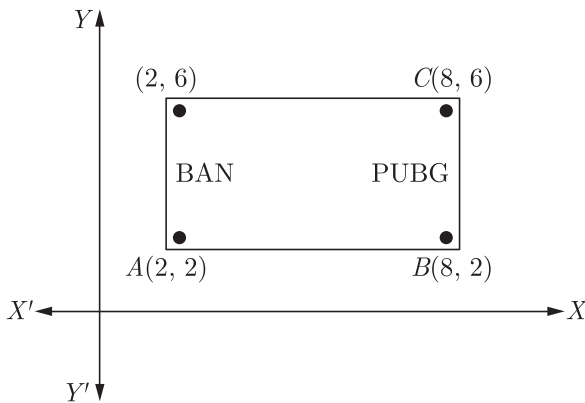 Y
(2, 6) C(8, 6)
BAN PUBG
A(2, 2) B(8, 2)
X′ X
Y′